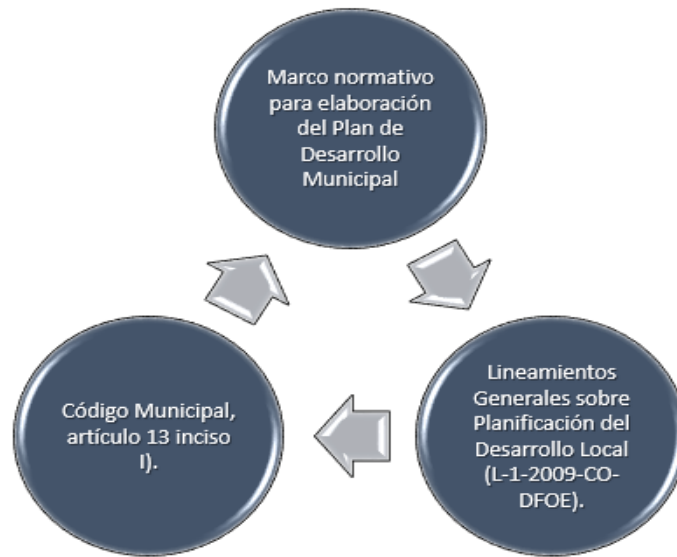 Marco normativo
para elaboración
del Plan de
Desarrollo
Municipal
Lineamientos
Generales sobre
Planificación del
Desarrollo Local
(L-1-2009-CO-
DFOE).
Código Municipal,
artículo 13 inciso
I).